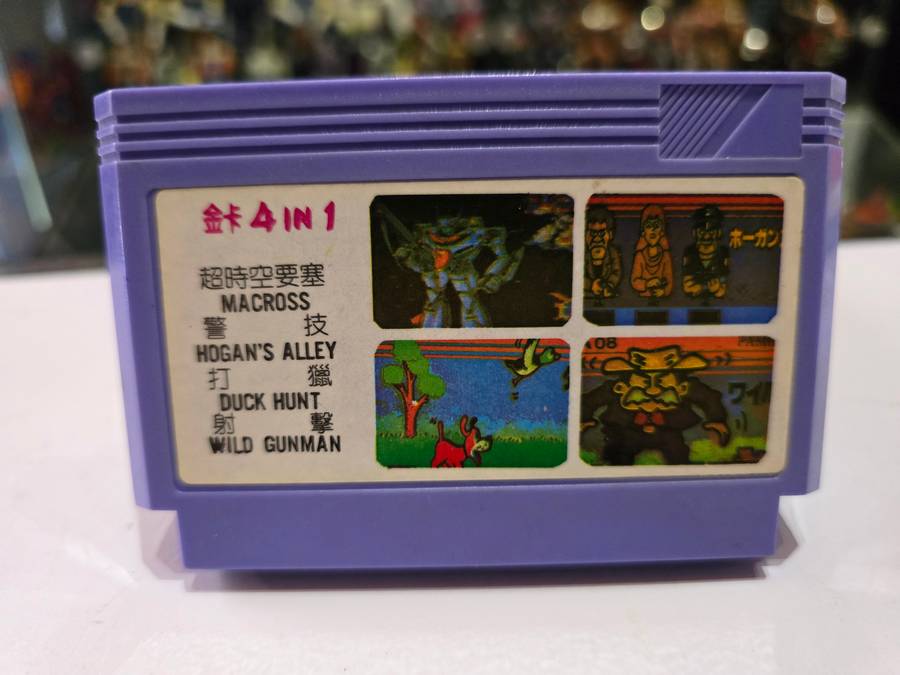 金卡 4 IN 1
超時空要塞
MACROSS
警 技
HOGAN'S ALLEY
打 獵
DUCK HUNT
射 擊
WILD GUNMAN
ホーガン
08
ワイ